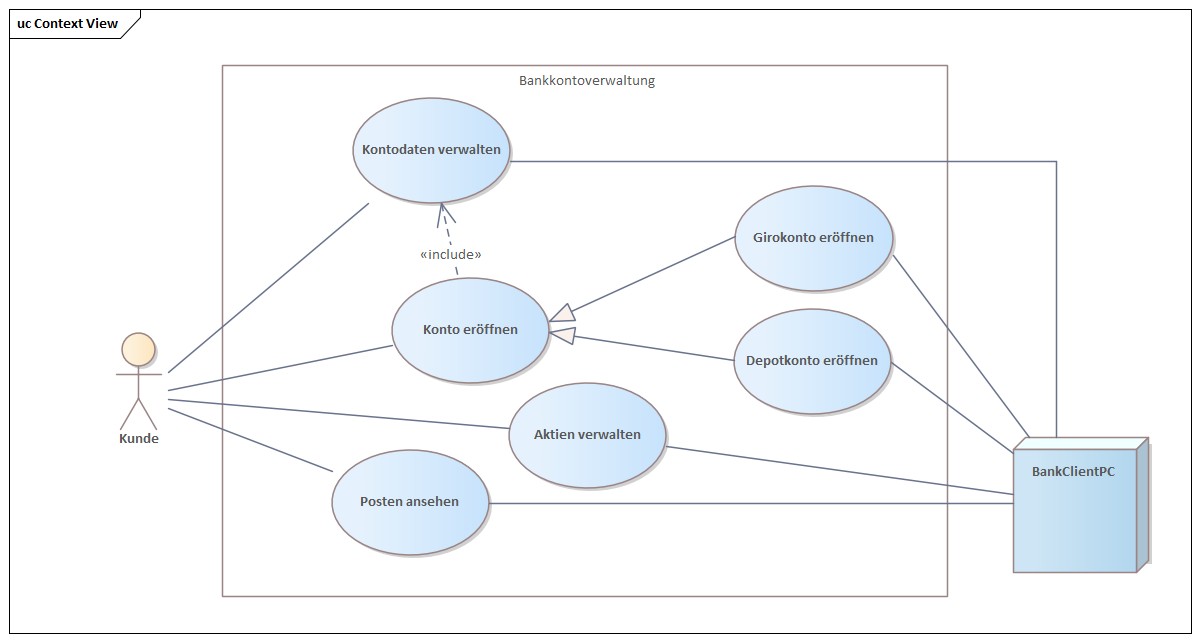 uc Context View
Bankkontoverwaltung
Kontodaten verwalten
Girokonto eröffnen
«include»
Konto eröffnen
Depotkonto eröffnen
Kunde
Aktien verwalten
BankClientPC
Posten ansehen